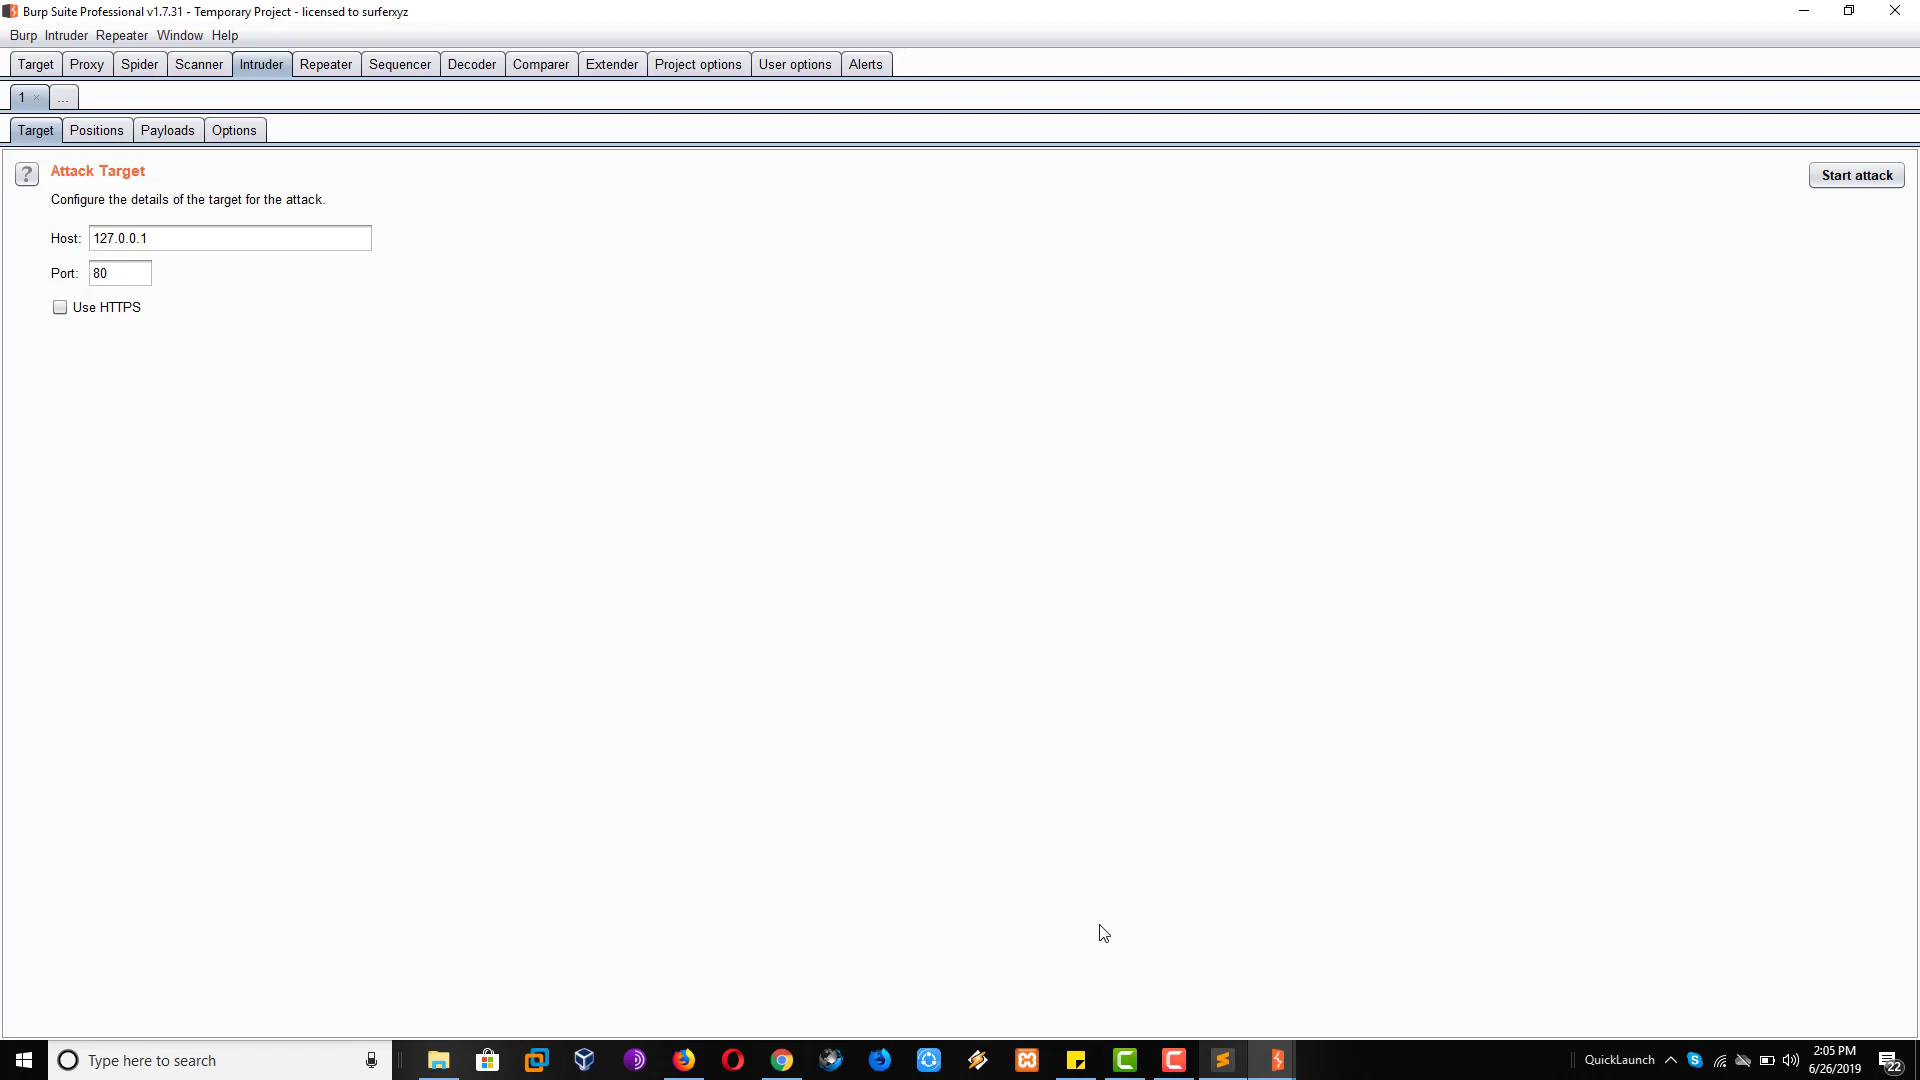 Burp Suite Professional v1.7.31 - Temporary Project - licensed to surferxyz
Burp Intruder Repeater Window Help
Target Proxy Spider Scanner Intruder Repeater Sequencer Decoder Comparer Extender Project options User options Alerts
1 × ...
Target Positions Payloads Options
? Attack Target
Start attack
Configure the details of the target for the attack.
Host: 127.0.0.1
Port: 80
Use HTTPS
Type here to search
QuickLaunch
2:05 PM
6/26/2019
22